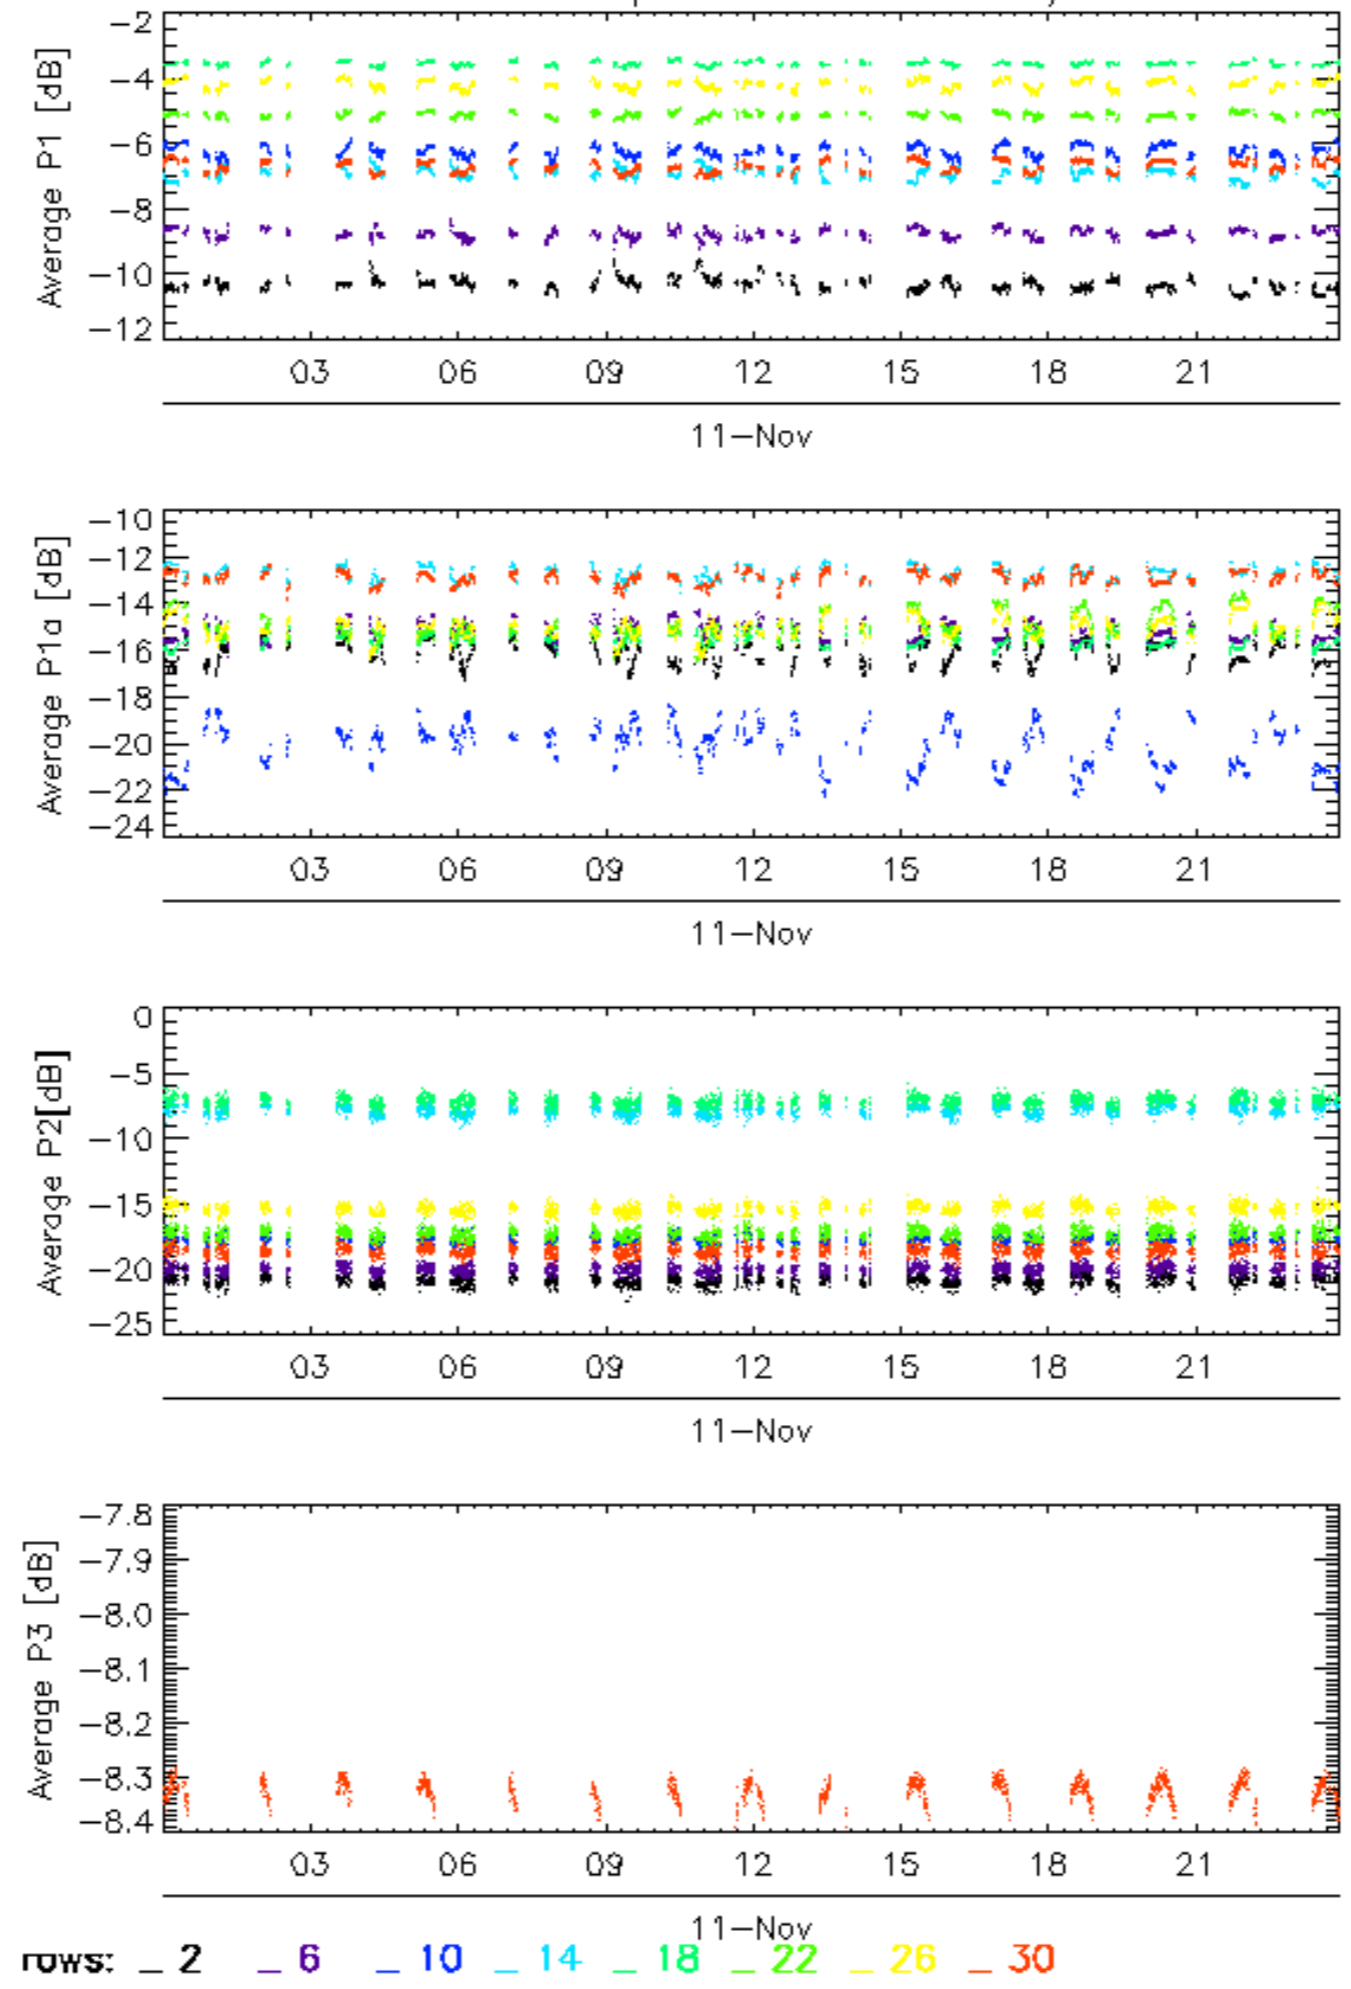 Average P1 [dB]
-2
-4
-6
-8
-10
-12
03 06 09 12 15 18 21
11-Nov
Average P1a [dB]
-10
-12
-14
-16
-18
-20
-22
-24
03 06 09 12 15 18 21
11-Nov
Average P2[dB]
0
-5
-10
-15
-20
-25
03 06 09 12 15 18 21
11-Nov
Average P3 [dB]
-7.8
-7.9
-8.0
-8.1
-8.2
-8.3
-8.4
03 06 09 12 15 18 21
11-Nov
rows: _ 2 _ 6 _ 10 _ 14 _ 18 _ 22 _ 26 _ 30